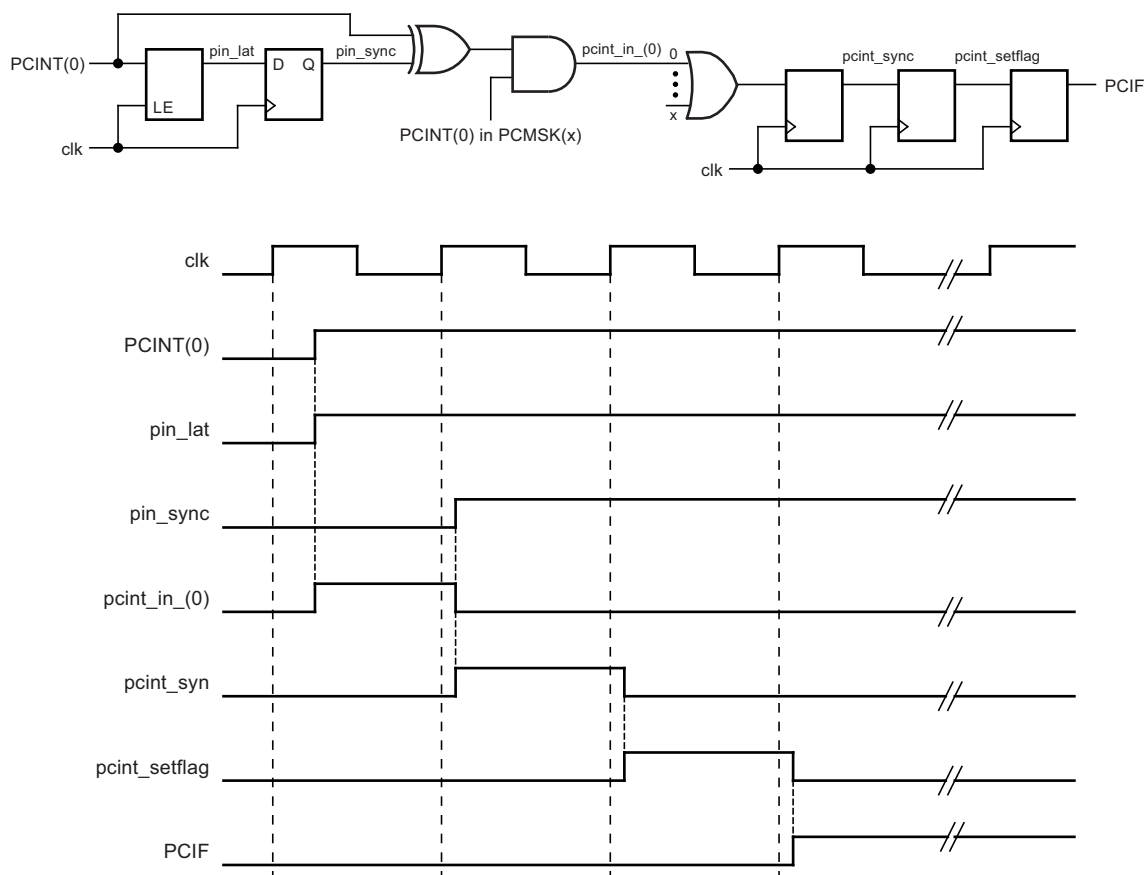 PCINT(0)
pin_lat
pin_sync
pcint_in_(0)
0
pcint_sync
pcint_setflag
D Q
LE
x
PCIF
clk
PCINT(0) in PCMSK(x)
clk
clk
PCINT(0)
pin_lat
pin_sync
pcint_in_(0)
pcint_syn
pcint_setflag
PCIF